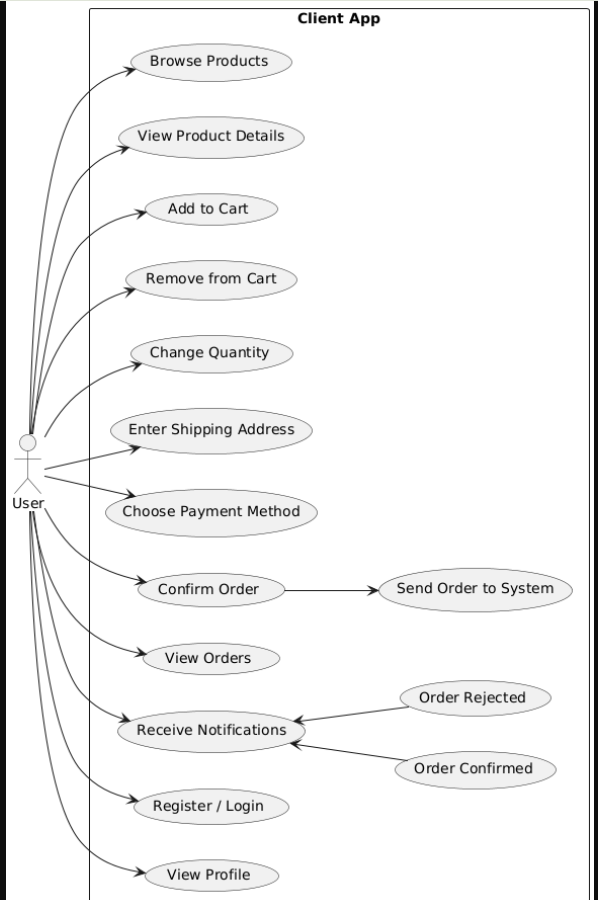 Client App
Browse Products
View Product Details
Add to Cart
Remove from Cart
Change Quantity
Enter Shipping Address
User
Choose Payment Method
Confirm Order
Send Order to System
View Orders
Order Rejected
Receive Notifications
Order Confirmed
Register / Login
View Profile